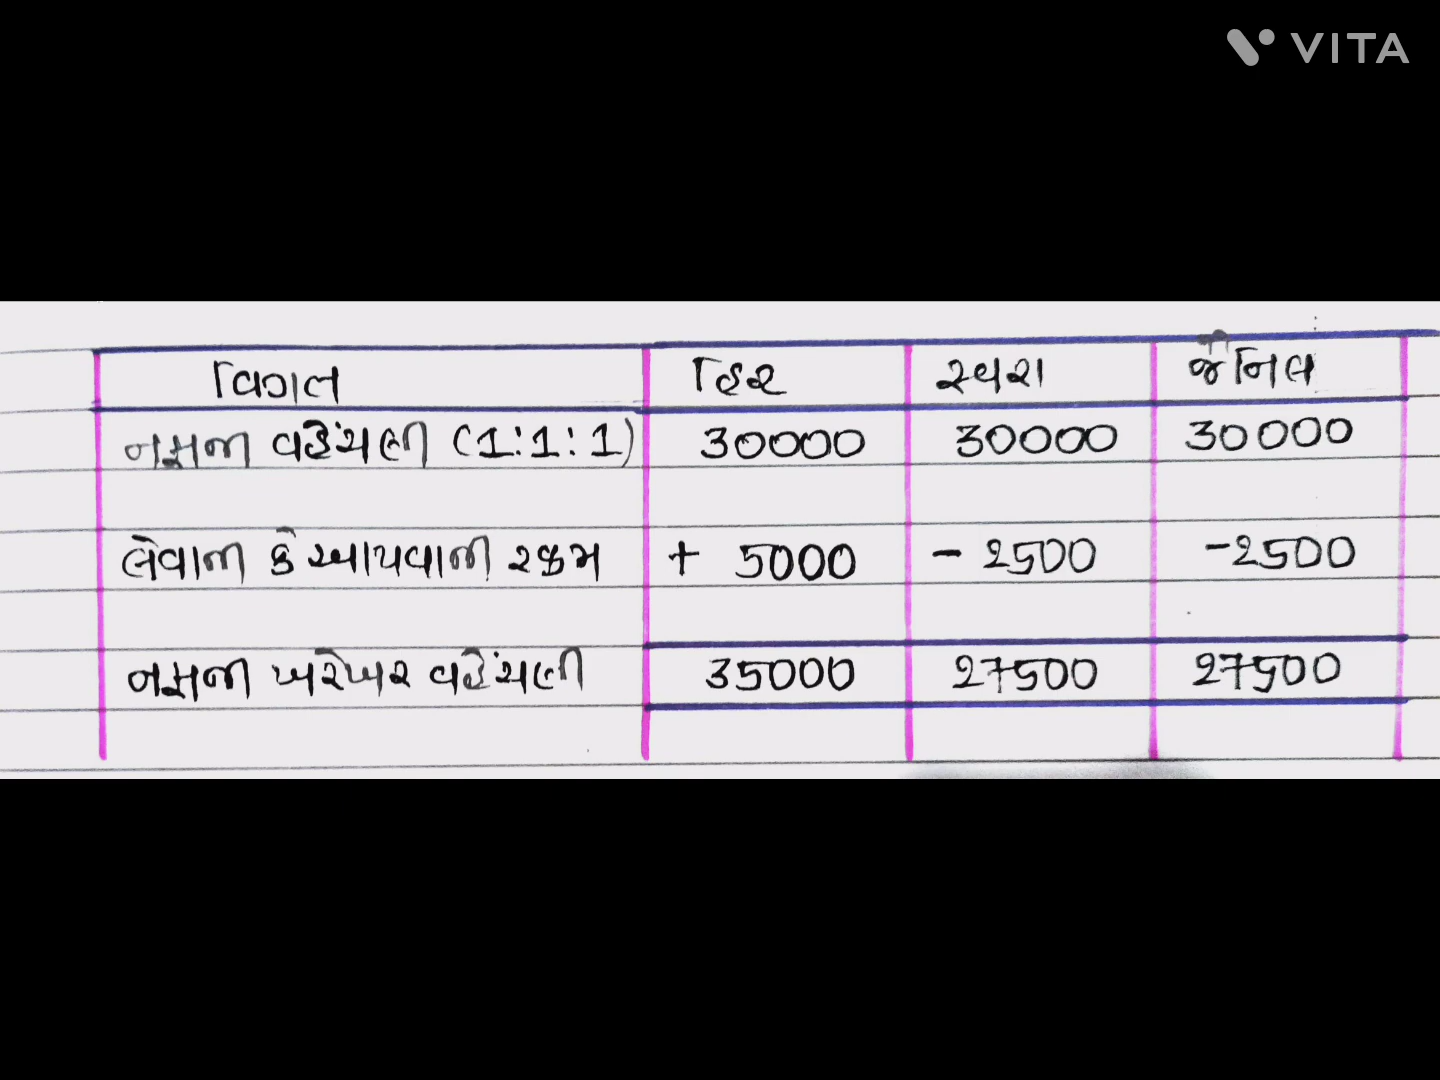 VITA
વિગત હિર સ્વરા જૈનિલ
નફાની વહેંચણી (1:1:1) 30000 30000 30000
લેવાની કે આપવાની રકમ + 5000 - 2500 -2500
નફાની ખરેખર વહેંચણી 35000 27500 27500